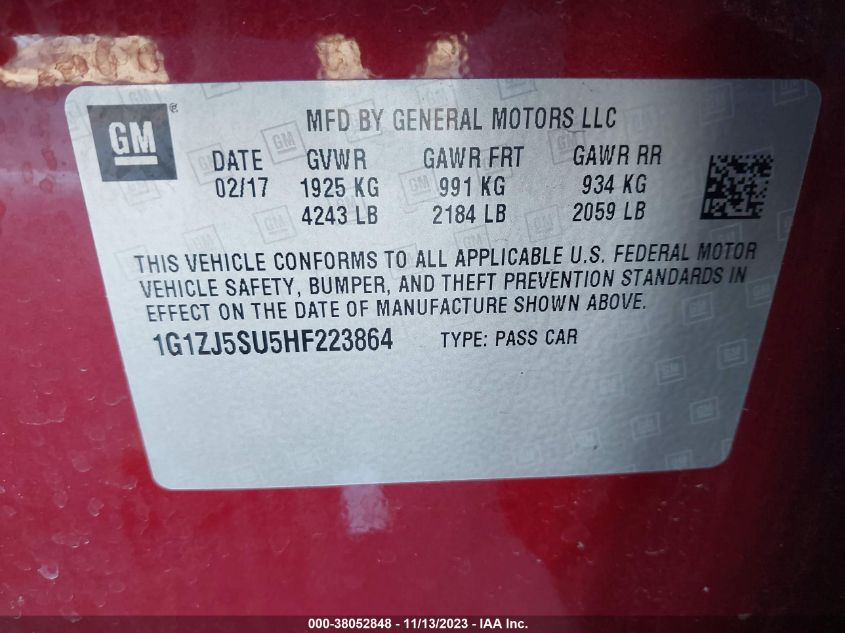 GM ®
MFD BY GENERAL MOTORS LLC
DATE GVWR GAWR FRT GAWR RR
02/17 1925 KG 991 KG 934 KG
4243 LB 2184 LB 2059 LB
THIS VEHICLE CONFORMS TO ALL APPLICABLE U.S. FEDERAL MOTOR
VEHICLE SAFETY, BUMPER, AND THEFT PREVENTION STANDARDS IN
EFFECT ON THE DATE OF MANUFACTURE SHOWN ABOVE.
1G1ZJ5SU5HF223864 TYPE: PASS CAR
000-38052848 - 11/13/2023 - IAA Inc.